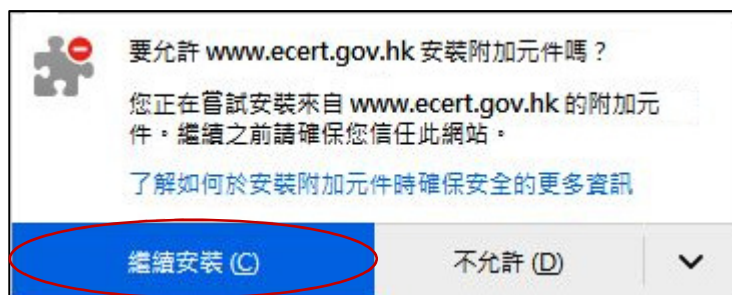 要允許 www.ecert.gov.hk 安裝附加元件嗎？
您正在嘗試安裝來自 www.ecert.gov.hk 的附加元
件。繼續之前請確保您信任此網站。
了解如何於安裝附加元件時確保安全的更多資訊
繼續安裝 (C) 不允許 (D)